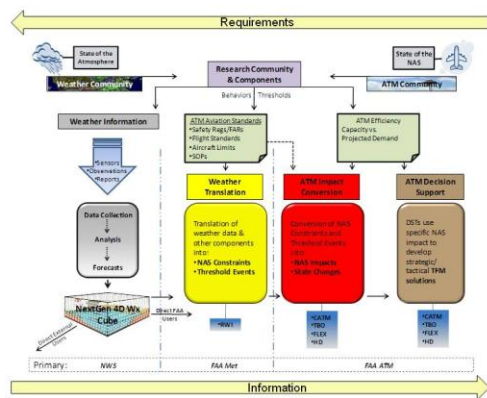 Requirements
State of the
Atmosphere
State of
the NAS
Weather Community
Research Community
& Components
ATM Community
Behaviors
Thresholds
Weather Information
ATM Aviation Standards
•Safety Regs/FARs
•Flight Standards
•Aircraft Limits
•SOPs
ATM Efficiency
Capacity vs.
Projected Demand
•Sensors
•Observations
•Reports
Weather
Translation
ATM Impact
Conversion
ATM Decision
Support
Data Collection
Analysis
Forecasts
Translation of
weather data &
other components
into:
•NAS Constraints
•Threshold Events
Conversion of NAS
Constraints and
Threshold Events
into:
•NAS Impacts
•State Changes
DSTs use
specific NAS
impact to
develop
strategic/
tactical TFM
solutions
NextGen 4D Wx
Cube
Direct FAA
Users
Direct External
Users
•RWI
•CATM
•TBO
•FLEX
•HD
•CATM
•TBO
•FLEX
•HD
Primary:
NWS
FAA Met
FAA ATM
Information